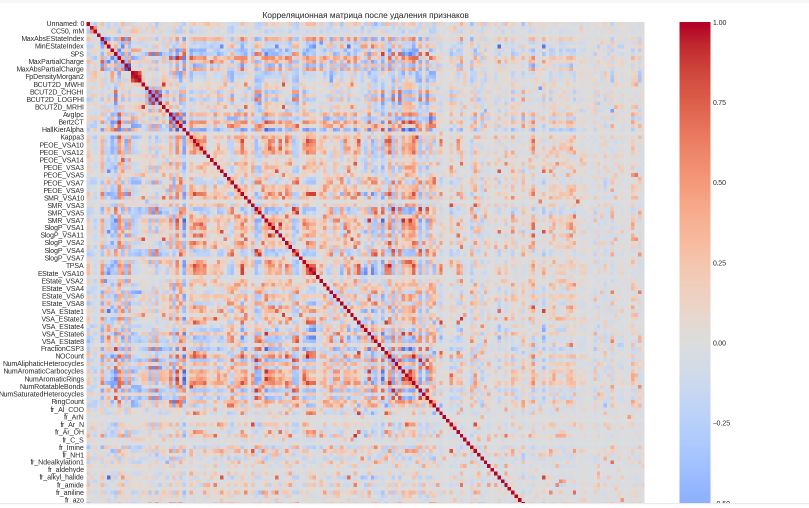 Корреляционная матрица после удаления признаков
Unnamed: 0
CC50, mM
MaxAbsEStateIndex
MinEStateIndex
SPS
MaxPartialCharge
MaxAbsPartialCharge
FpDensityMorgan2
BCUT2D_MWHI
BCUT2D_CHGHI
BCUT2D_LOGPHI
BCUT2D_MRHI
AvgIpc
BertzCT
HallKierAlpha
Kappa3
PEOE_VSA10
PEOE_VSA12
PEOE_VSA14
PEOE_VSA3
PEOE_VSA5
PEOE_VSA7
PEOE_VSA9
SMR_VSA10
SMR_VSA3
SMR_VSA5
SMR_VSA7
SlogP_VSA1
SlogP_VSA11
SlogP_VSA2
SlogP_VSA4
SlogP_VSA7
TPSA
EState_VSA10
EState_VSA2
EState_VSA4
EState_VSA6
EState_VSA8
VSA_EState1
VSA_EState2
VSA_EState4
VSA_EState6
VSA_EState8
FractionCSP3
NOCount
NumAliphaticHeterocycles
NumAromaticCarbocycles
NumAromaticRings
NumRotatableBonds
NumSaturatedHeterocycles
RingCount
fr_Al_COO
fr_ArN
fr_Ar_N
fr_Ar_OH
fr_C_S
fr_Imine
fr_NH1
fr_Ndealkylation1
fr_aldehyde
fr_alkyl_halide
fr_amide
fr_aniline
fr_azo
1.00
0.75
0.50
0.25
0.00
−0.25